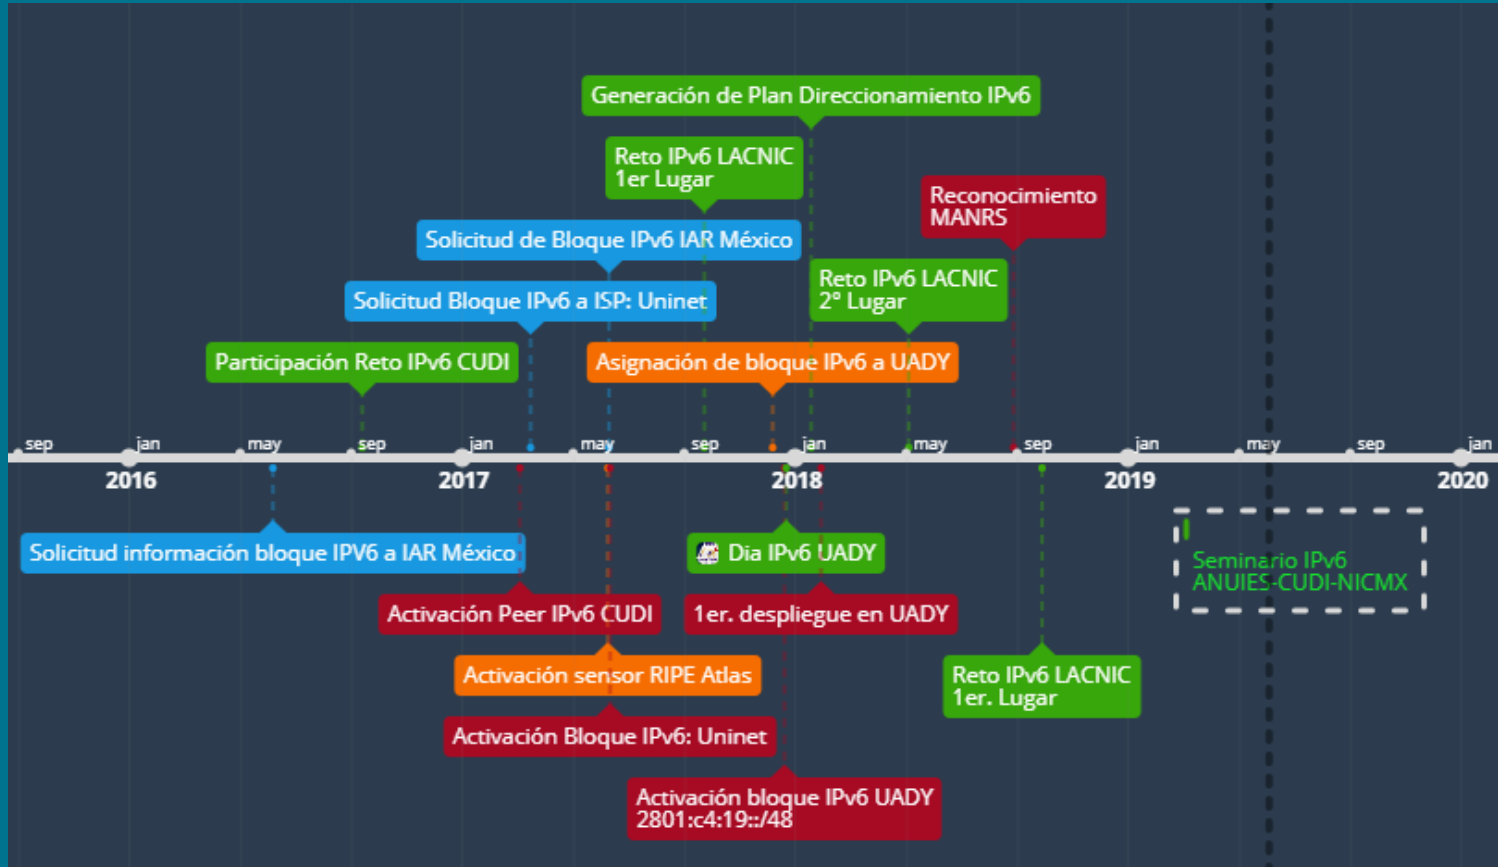 Generación de Plan Direccionamiento IPv6
Reto IPv6 LACNIC
1er Lugar
Reconocimiento
MANRS
Solicitud de Bloque IPv6 IAR México
Reto IPv6 LACNIC
2º Lugar
Solicitud Bloque IPv6 a ISP: Uninet
Participación Reto IPv6 CUDI
Asignación de bloque IPv6 a UADY
sep jan may sep jan may sep jan may sep jan may sep jan
2016 2017 2018 2019 2020
Solicitud información bloque IPV6 a IAR México
Dia IPv6 UADY
Seminario IPv6
ANUIES-CUDI-NICMX
Activación Peer IPv6 CUDI
1er. despliegue en UADY
Activación sensor RIPE Atlas
Reto IPv6 LACNIC
1er. Lugar
Activación Bloque IPv6: Uninet
Activación bloque IPv6 UADY
2801:c4:19::/48